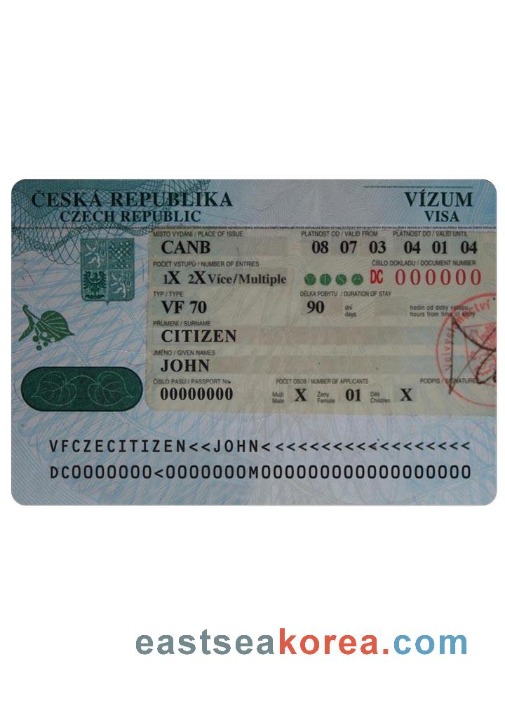 ČESKÁ REPUBLIKA VÍZUM
CZECH REPUBLIC VISA
MÍSTO VYDÁNÍ / PLACE OF ISSUE PLATNOST OD / VALID FROM PLATNOST DO / VALID UNTIL
CANB 08 07 03 04 01 04
POČET VSTUPŮ / NUMBER OF ENTRIES ČÍSLO DOKLADU / DOCUMENT NUMBER
1X 2X Více/Multiple DC 000000
TYP / TYPE DÉLKA POBYTU / DURATION OF STAY
VF 70 90 dní days hodin od doby vstupu hours from time of entry
PŘÍJMENÍ / SURNAME
CITIZEN
JMÉNO / GIVEN NAMES
JOHN
ČÍSLO PASU / PASSPORT No. POČET OSOB / NUMBER OF APPLICANTS PODPIS / SIGNATURE
00000000 Muži Male X Ženy Female 01 Děti Children X
VFCZECITIZEN<<JOHN<<<<<<<<<<<<<<<<<<
DC0000000<0000000M000000000000000000
eastseakorea.com